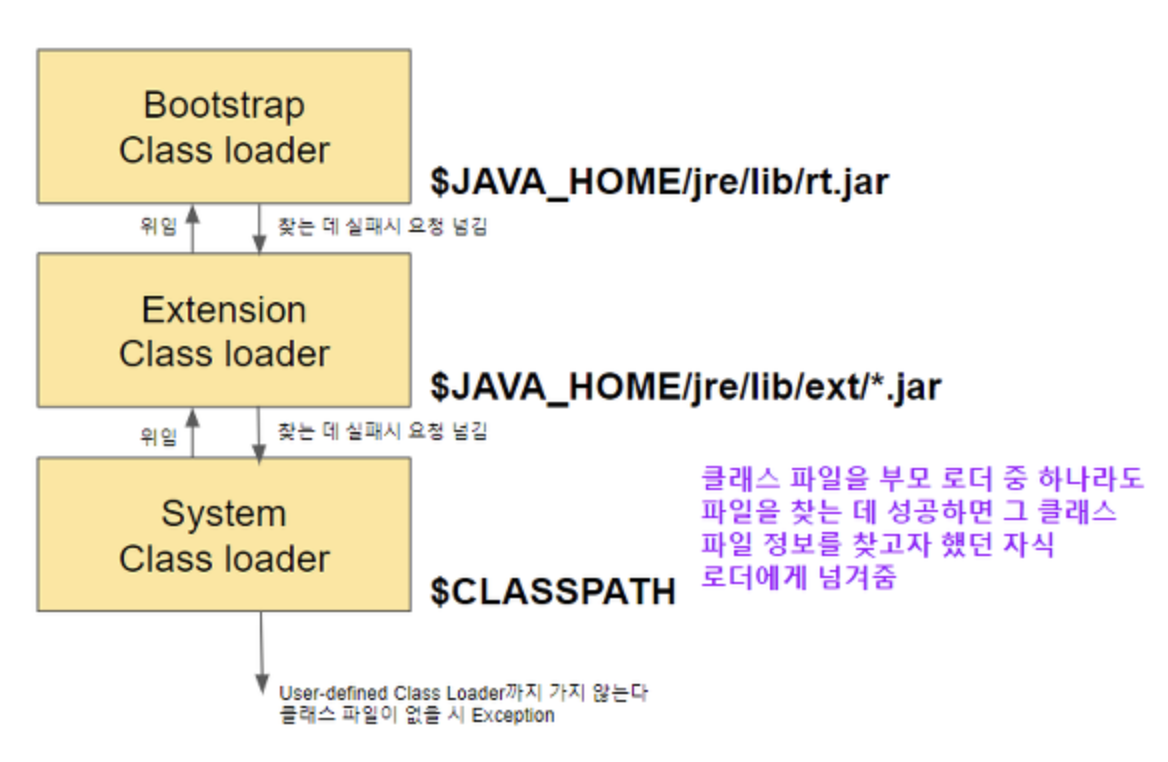 Bootstrap
Class loader
$JAVA_HOME/jre/lib/rt.jar
위임
찾는 데 실패시 요청 넘김
Extension
Class loader
$JAVA_HOME/jre/lib/ext/*.jar
위임
찾는 데 실패시 요청 넘김
System
Class loader
$CLASSPATH
클래스 파일을 부모 로더 중 하나라도
파일을 찾는 데 성공하면 그 클래스
파일 정보를 찾고자 했던 자식
로더에게 넘겨줌
User-defined Class Loader까지 가지 않는다
클래스 파일이 없을 시 Exception